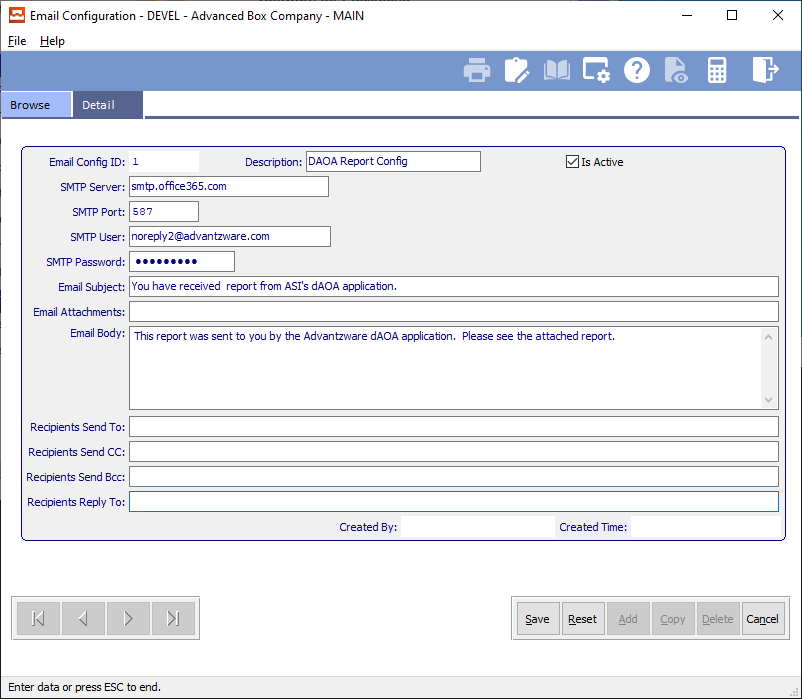 Email Configuration - DEVEL - Advanced Box Company - MAIN
File Help
Browse Detail
Email Config ID: 1 Description: DAOA Report Config Is Active
SMTP Server: smtp.office365.com
SMTP Port: 587
SMTP User: noreply2@advantzware.com
SMTP Password: ●●●●●●●●●
Email Subject: You have received  report from ASI's dAOA application.
Email Attachments:
Email Body: This report was sent to you by the Advantzware dAOA application.  Please see the attached report.
Recipients Send To:
Recipients Send CC:
Recipients Send Bcc:
Recipients Reply To:
Created By: Created Time:
Save Reset Add Copy Delete Cancel
Enter data or press ESC to end.